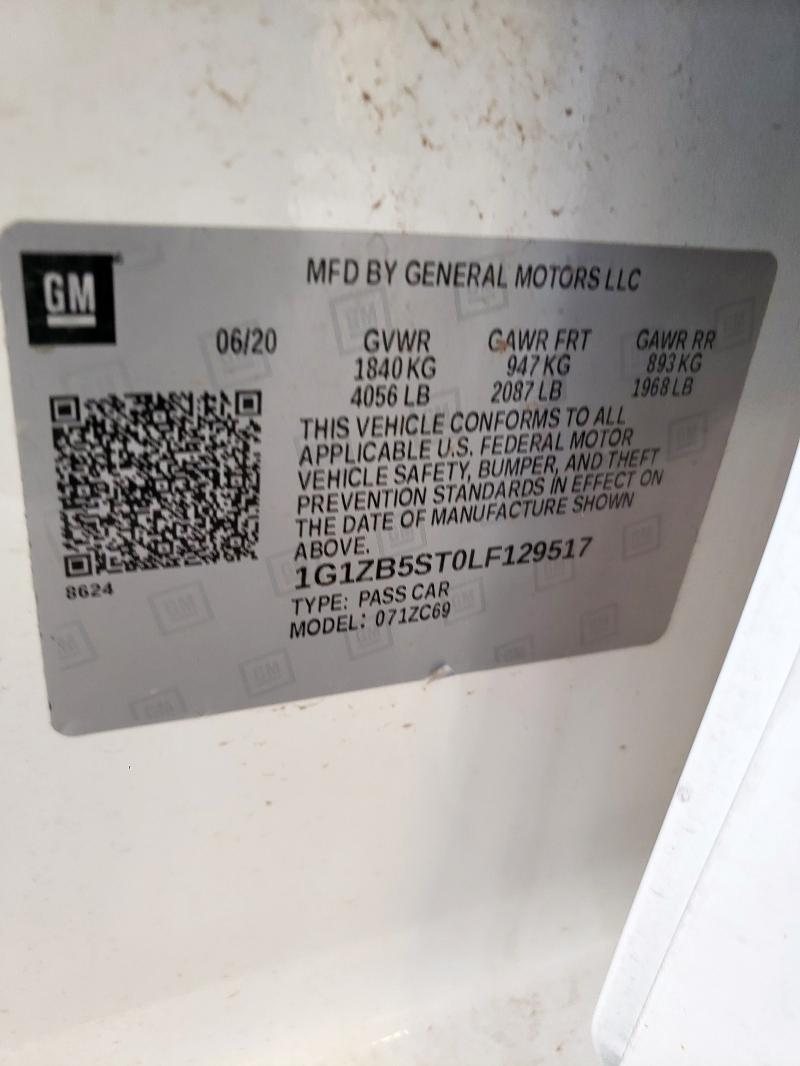 GM
MFD BY GENERAL MOTORS LLC
06/20 GVWR GAWR FRT GAWR RR
1840 KG 947 KG 893 KG
4056 LB 2087 LB 1968 LB
THIS VEHICLE CONFORMS TO ALL
APPLICABLE U.S. FEDERAL MOTOR
VEHICLE SAFETY, BUMPER, AND THEFT
PREVENTION STANDARDS IN EFFECT ON
THE DATE OF MANUFACTURE SHOWN
ABOVE.
1G1ZB5ST0LF129517
8624
TYPE: PASS CAR
MODEL: 071ZC69